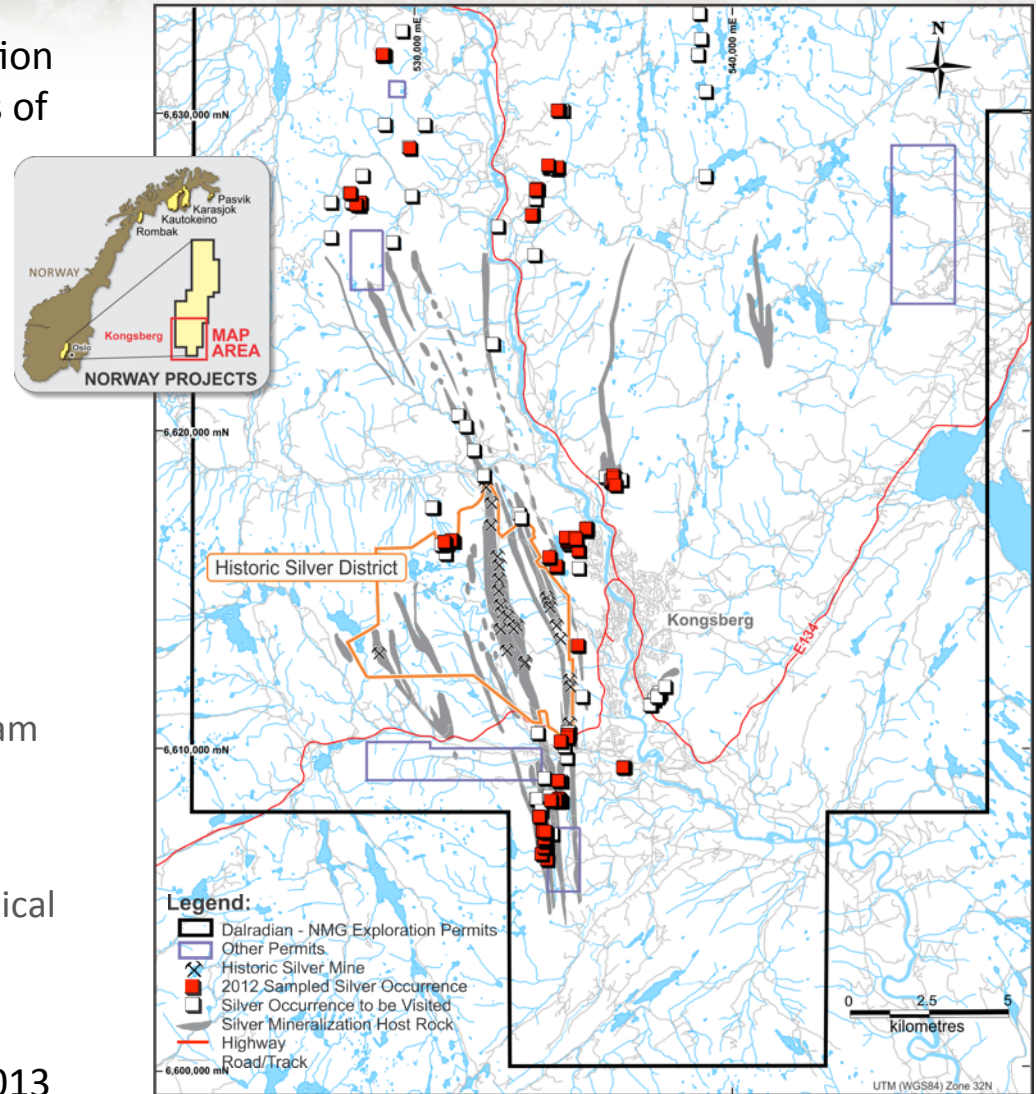 tion
s of
am
ical
013
N
530,000 mE
540,000 mE
6,630,000 mN
6,620,000 mN
6,610,000 mN
6,600,000 mN
Pasvik
Karasjok
Kautokeino
Rombak
NORWAY
Kongsberg
Oslo
MAP
AREA
NORWAY PROJECTS
Historic Silver District
Kongsberg
E134
Legend:
Dalradian - NMG Exploration Permits
Other Permits
Historic Silver Mine
2012 Sampled Silver Occurrence
Silver Occurrence to be Visited
Silver Mineralization Host Rock
Highway
Road/Track
0 2.5 5
kilometres
UTM (WGS84) Zone 32N